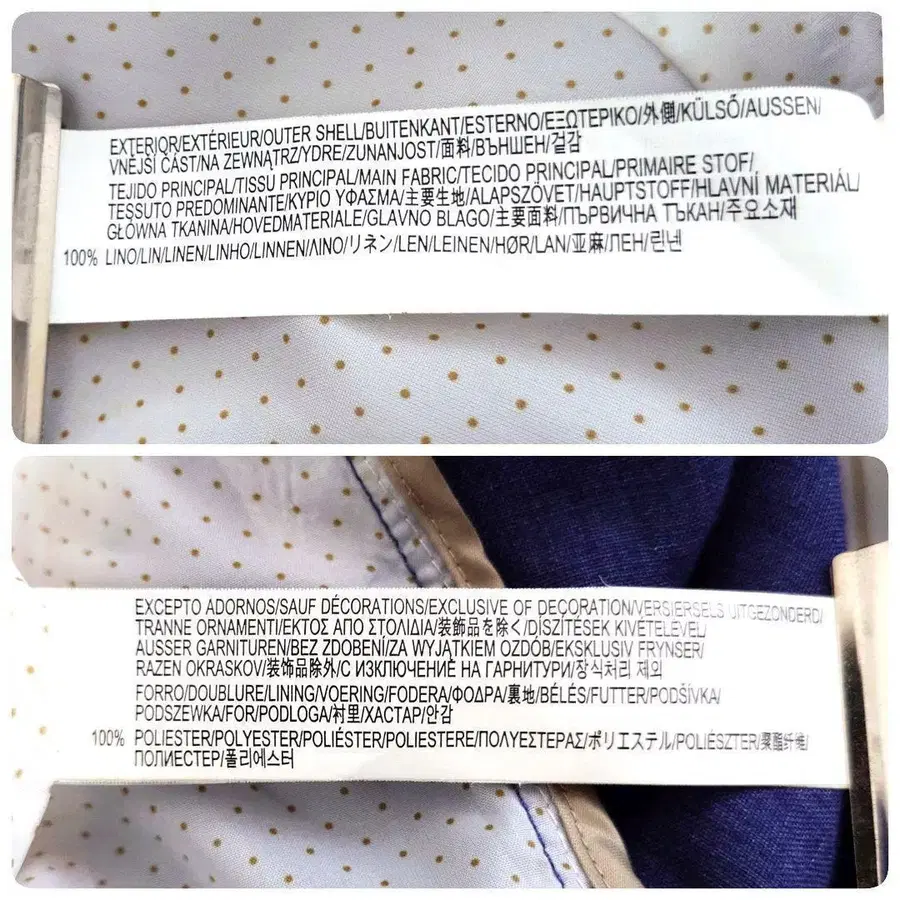 EXTERIOR/EXTÉRIEUR/OUTER SHELL/BUITENKANT/ESTERNO/ΕΞΩΤΕΡΙΚΟ/外側/KÜLSŐ/AUSSEN/
VNĚJŠÍ ČÁST/NA ZEWNĄTRZ/YDRE/ZUNANJOST/面料/ВЪНШЕН/겉감
TEJIDO PRINCIPAL/TISSU PRINCIPAL/MAIN FABRIC/TECIDO PRINCIPAL/PRIMAIRE STOF/
TESSUTO PREDOMINANTE/ΚΥΡΙΟ ΥΦΑΣΜΑ/主要生地/ALAPSZÖVET/HAUPTSTOFF/HLAVNÍ MATERIÁL/
GŁÓWNA TKANINA/HOVEDMATERIALE/GLAVNO BLAGO/主要面料/ПЪРВИЧНА ТЪКАН/주요소재
100% LINO/LIN/LINEN/LINHO/LINNEN/ΛΙΝΟ/リネン/LEN/LEINEN/HØR/LAN/亚麻/ЛЕН/린넨
EXCEPTO ADORNOS/SAUF DÉCORATIONS/EXCLUSIVE OF DECORATION/VERSIERSELS UITGEZONDERD/
TRANNE ORNAMENTI/ΕΚΤΟΣ ΑΠΟ ΣΤΟΛΙΔΙΑ/装飾品を除く/DÍSZÍTÉSEK KIVÉTELÉVEL/
AUSSER GARNITUREN/BEZ ZDOBENÍ/ZA WYJĄTKIEM OZDÓB/EKSKLUSIV FRYNSER/
RAZEN OKRASKOV/装饰品除外/С ИЗКЛЮЧЕНИЕ НА ГАРНИТУРИ/장식처리 제외
FORRO/DOUBLURE/LINING/VOERING/FODERA/ΦΟΔΡΑ/裏地/BÉLÉS/FUTTER/PODŠÍVKA/
PODSZEWKA/FOR/PODLOGA/衬里/ХАСТАР/안감
100% POLIESTER/POLYESTER/POLIÉSTER/POLIESTERE/ΠΟΛΥΕΣΤΕΡΑΣ/ポリエステル/POLIÉSZTER/聚酯纤维/
ПОЛИЕСТЕР/폴리에스터